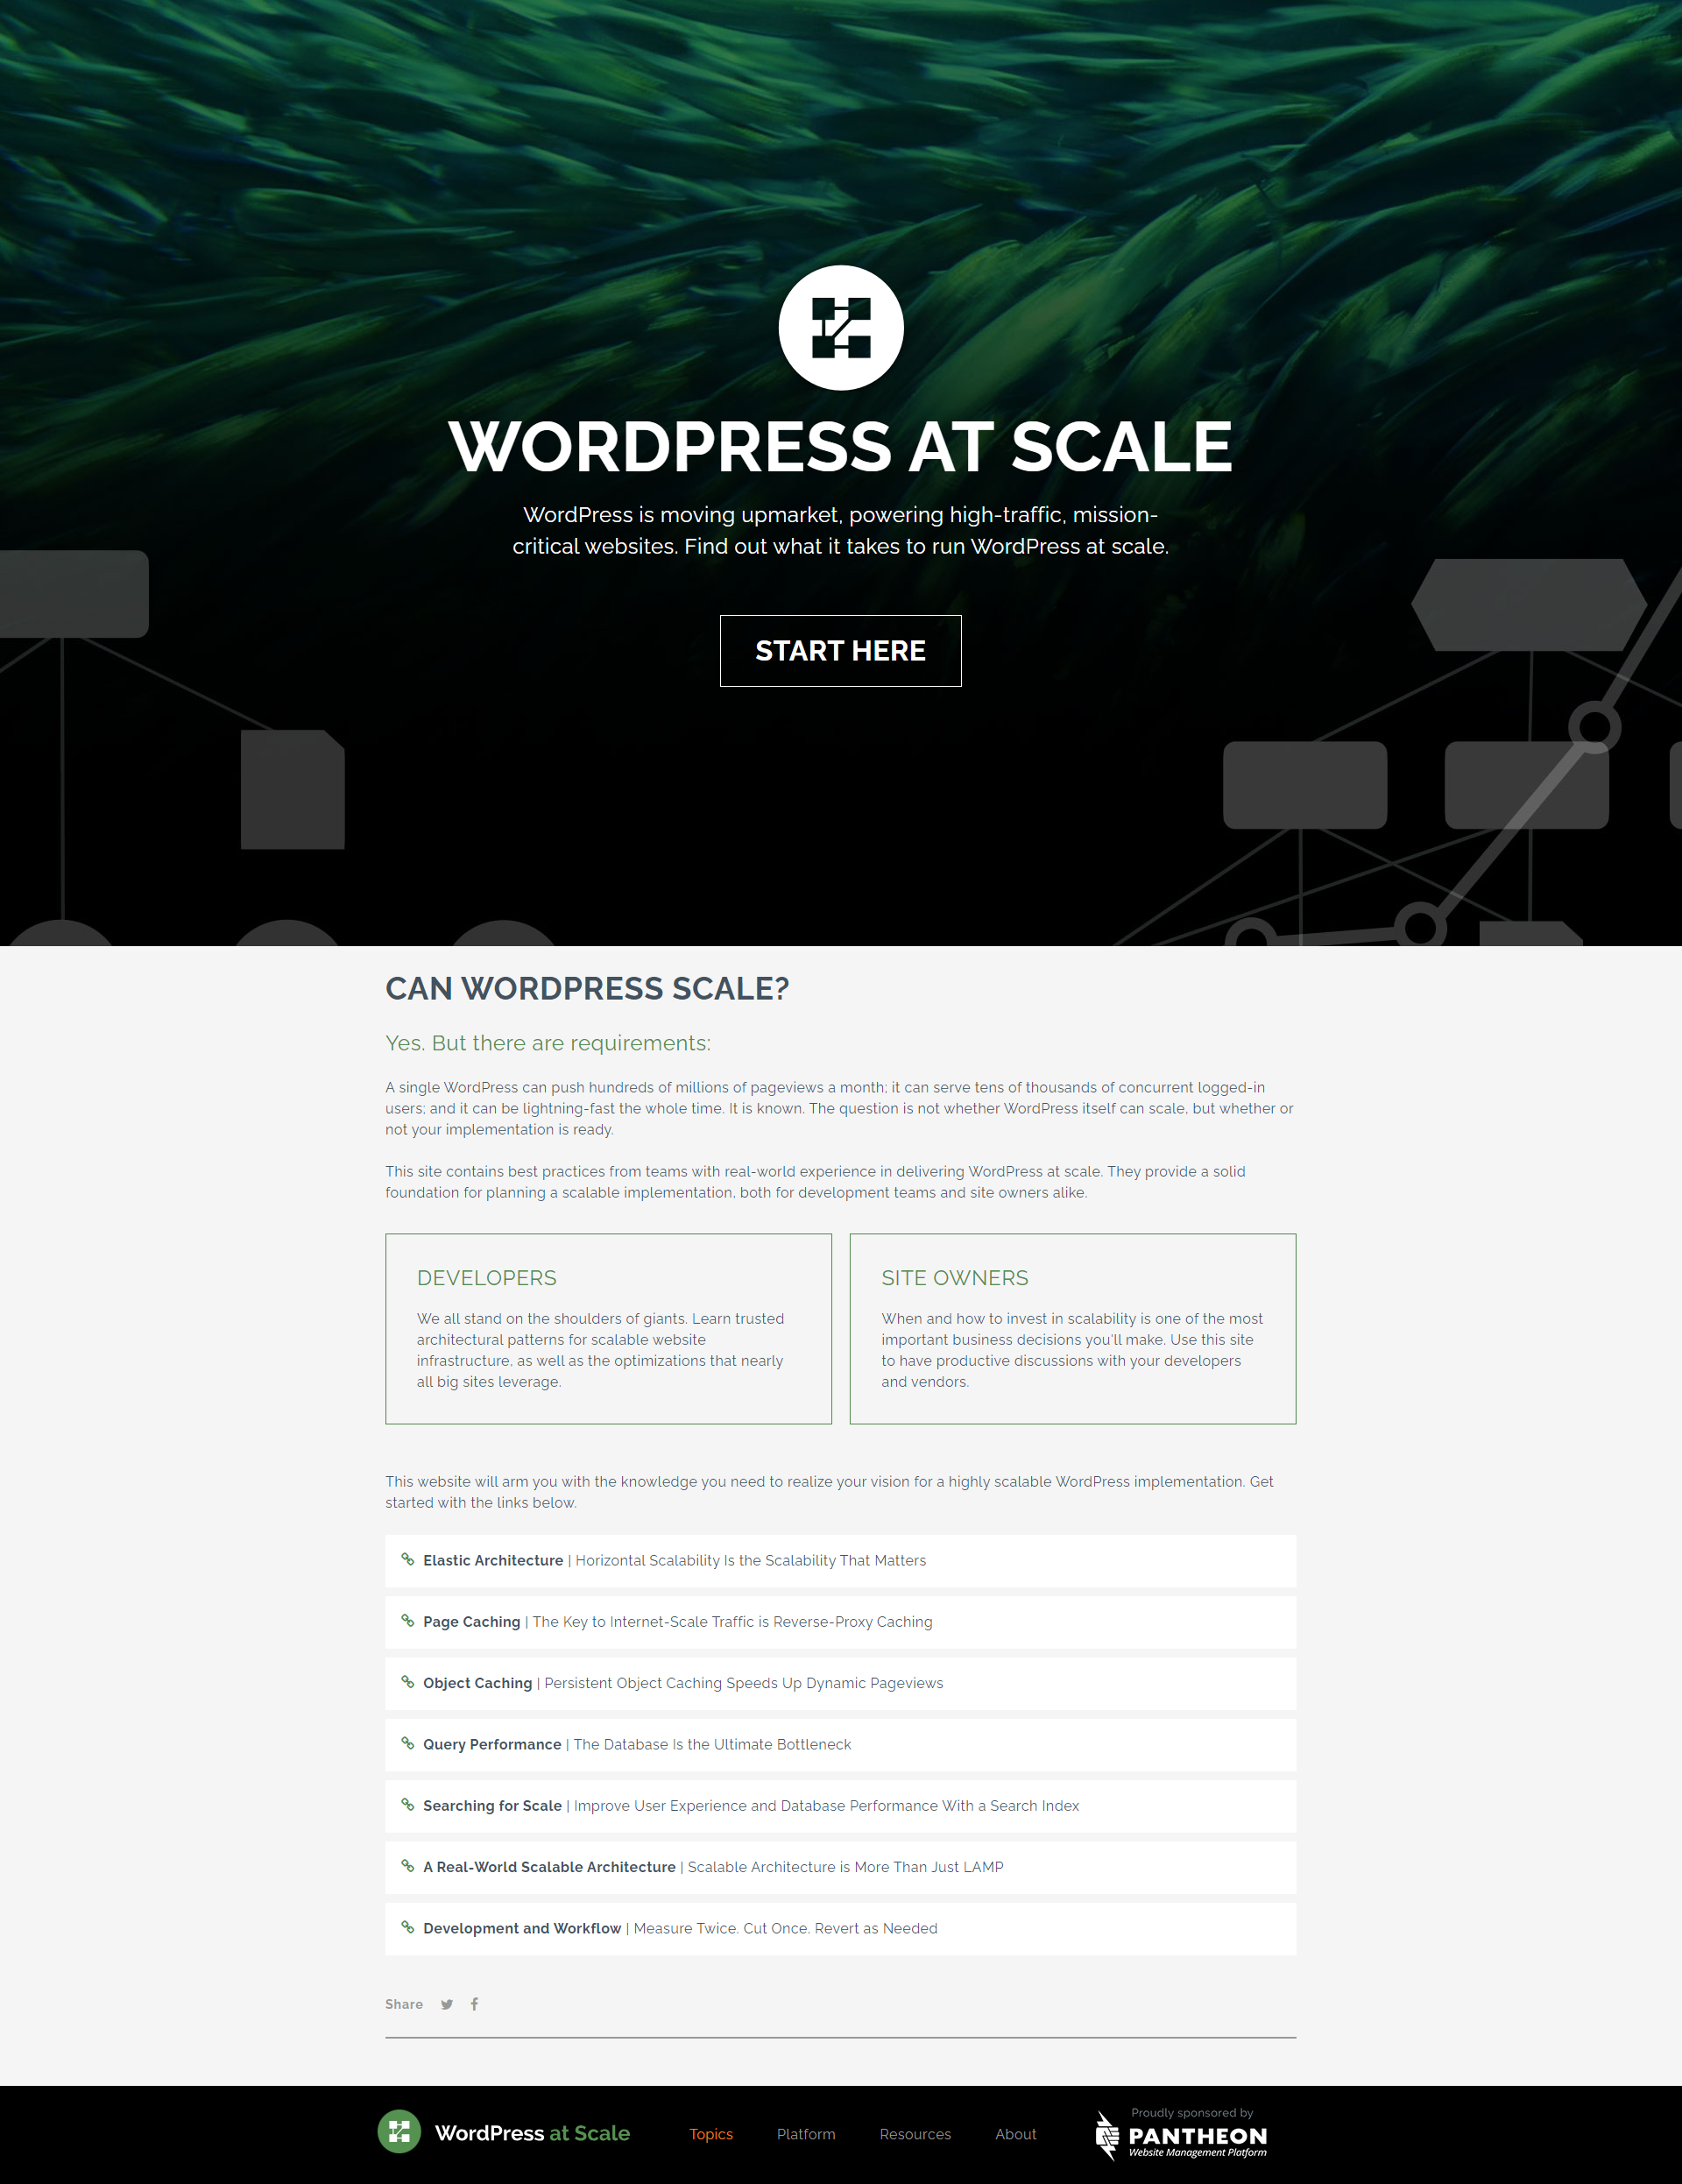 WORDPRESS AT SCALE
WordPress is moving upmarket, powering high-traffic, mission-
critical websites. Find out what it takes to run WordPress at scale.
START HERE
CAN WORDPRESS SCALE?
Yes. But there are requirements:
A single WordPress can push hundreds of millions of pageviews a month; it can serve tens of thousands of concurrent logged-in
users; and it can be lightning-fast the whole time. It is known. The question is not whether WordPress itself can scale, but whether or
not your implementation is ready.
This site contains best practices from teams with real-world experience in delivering WordPress at scale. They provide a solid
foundation for planning a scalable implementation, both for development teams and site owners alike.
DEVELOPERS
We all stand on the shoulders of giants. Learn trusted
architectural patterns for scalable website
infrastructure, as well as the optimizations that nearly
all big sites leverage.
SITE OWNERS
When and how to invest in scalability is one of the most
important business decisions you'll make. Use this site
to have productive discussions with your developers
and vendors.
This website will arm you with the knowledge you need to realize your vision for a highly scalable WordPress implementation. Get
started with the links below.
Elastic Architecture | Horizontal Scalability Is the Scalability That Matters
Page Caching | The Key to Internet-Scale Traffic is Reverse-Proxy Caching
Object Caching | Persistent Object Caching Speeds Up Dynamic Pageviews
Query Performance | The Database Is the Ultimate Bottleneck
Searching for Scale | Improve User Experience and Database Performance With a Search Index
A Real-World Scalable Architecture | Scalable Architecture is More Than Just LAMP
Development and Workflow | Measure Twice. Cut Once. Revert as Needed
Share
WordPress at Scale
Topics
Platform
Resources
About
Proudly sponsored by
PANTHEON
Website Management Platform